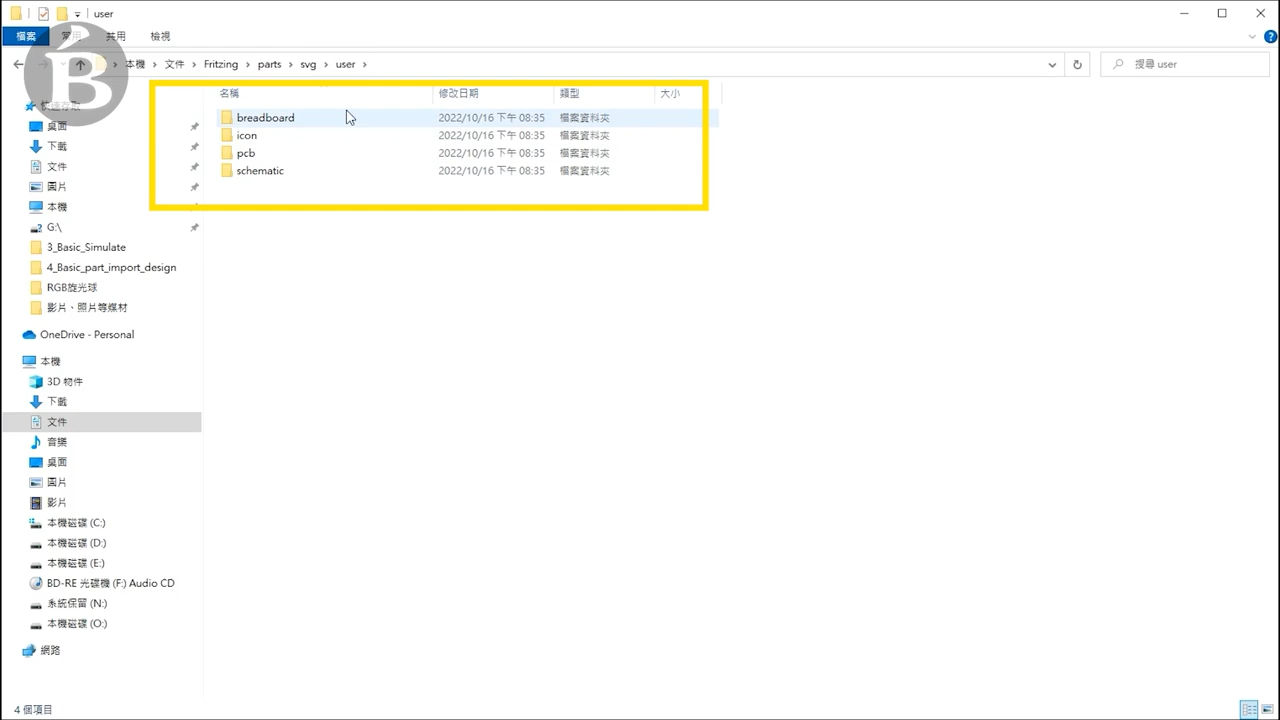 user
檔案 常用 共用 檢視
本機 文件 Fritzing parts svg user 搜尋 user
名稱 修改日期 類型 大小
breadboard 2022/10/16 下午 08:35 檔案資料夾
icon 2022/10/16 下午 08:35 檔案資料夾
pcb 2022/10/16 下午 08:35 檔案資料夾
schematic 2022/10/16 下午 08:35 檔案資料夾
快速存取
桌面
下載
文件
圖片
本機
G:\
3_Basic_Simulate
4_Basic_part_import_design
RGB旋光球
影片、照片等媒材
OneDrive - Personal
本機
3D 物件
下載
文件
音樂
桌面
圖片
影片
本機磁碟 (C:)
本機磁碟 (D:)
本機磁碟 (E:)
BD-RE 光碟機 (F:) Audio CD
系統保留 (N:)
本機磁碟 (O:)
網路
4 個項目
B